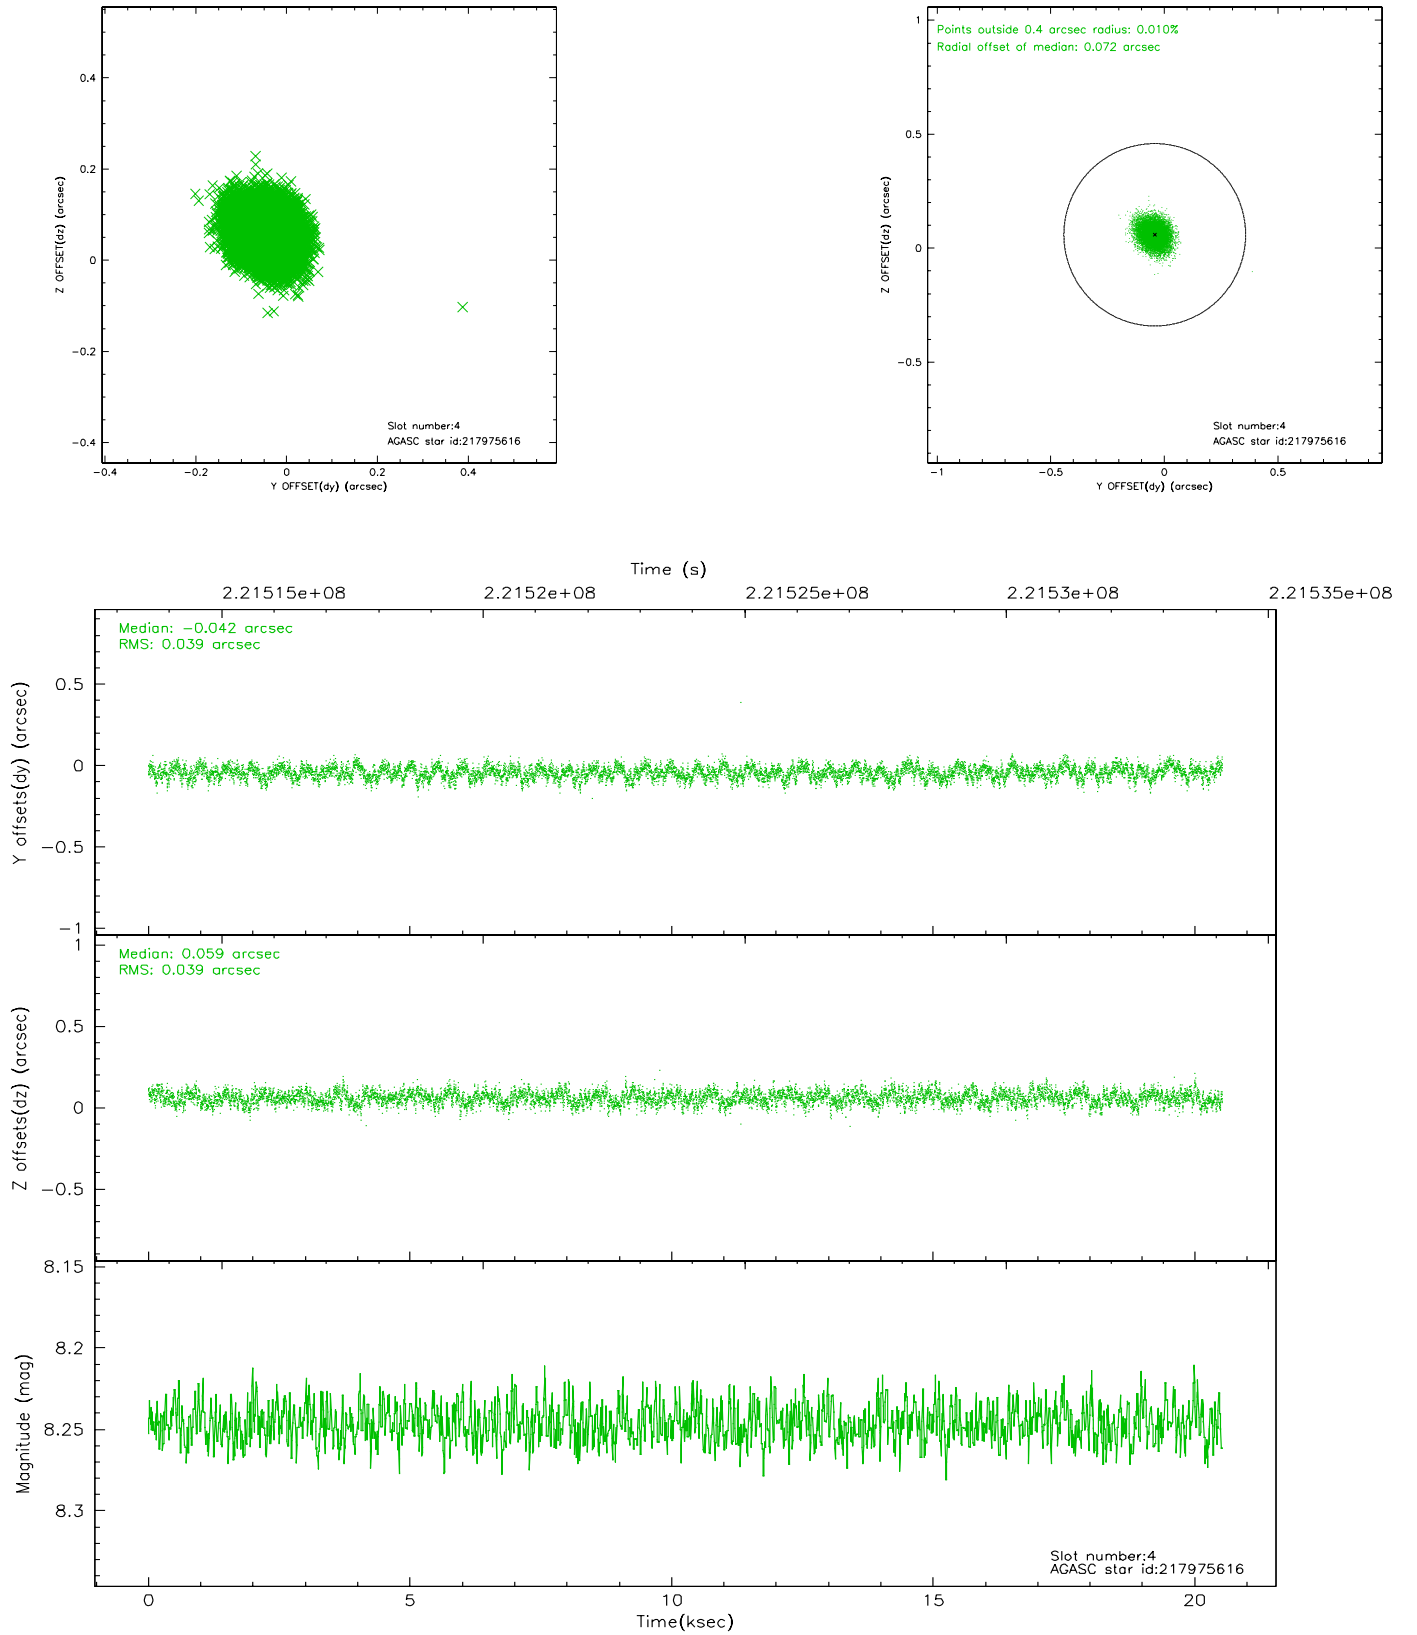 0.4
0.2
0
−0.2
−0.4
Z OFFSET(dz) (arcsec)
Slot number:4
AGASC star id:217975616
−0.4
−0.2
0
0.2
0.4
Y OFFSET(dy) (arcsec)
Points outside 0.4 arcsec radius: 0.010%
Radial offset of median: 0.072 arcsec
1
0.5
0
−0.5
Z OFFSET(dz) (arcsec)
Slot number:4
AGASC star id:217975616
−1
−0.5
0
0.5
Y OFFSET(dy) (arcsec)
Time (s)
2.21515e+08
2.2152e+08
2.21525e+08
2.2153e+08
2.21535e+08
Median: −0.042 arcsec
RMS: 0.039 arcsec
0.5
0
−0.5
−1
Y offsets(dy) (arcsec)
Median: 0.059 arcsec
RMS: 0.039 arcsec
1
0.5
0
−0.5
Z offsets(dz) (arcsec)
8.15
8.2
8.25
8.3
Magnitude (mag)
Slot number:4
AGASC star id:217975616
0
5
10
15
20
Time(ksec)